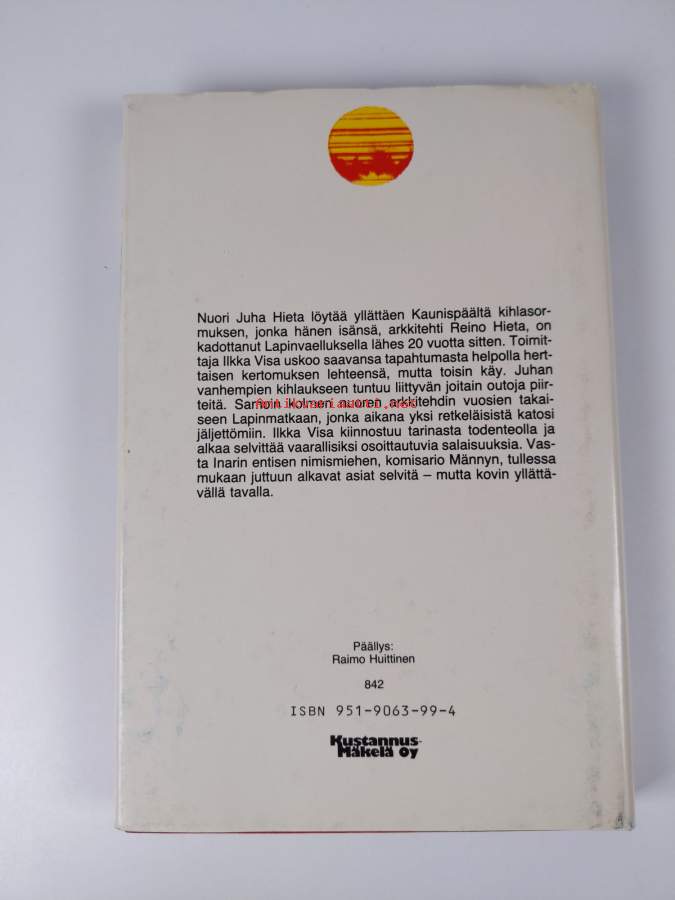 Nuori Juha Hieta löytää yllättäen Kaunispäältä kihlasor-
muksen, jonka hänen isänsä, arkkitehti Reino Hieta, on
kadottanut Lapinvaelluksella lähes 20 vuotta sitten. Toimit-
taja Ilkka Visa uskoo saavansa tapahtumasta helpolla hert-
taisen kertomuksen lehteensä, mutta toisin käy. Juhan
vanhempien kihlaukseen tuntuu liittyvän joitain outoja piir-
teitä. Samoin kolmen nuoren arkkitehdin vuosien takai-
seen Lapinmatkaan, jonka aikana yksi retkeläisistä katosi
jäljettömiin. Ilkka Visa kiinnostuu tarinasta todenteolla ja
alkaa selvittää vaarallisiksi osoittautuvia salaisuuksia. Vas-
ta Inarin entisen nimismiehen, komisario Männyn, tullessa
mukaan juttuun alkavat asiat selvitä – mutta kovin yllättä-
vällä tavalla.
Päällys:
Raimo Huittinen
842
ISBN 951-9063-99-4
Kustannus-
Mäkelä Oy